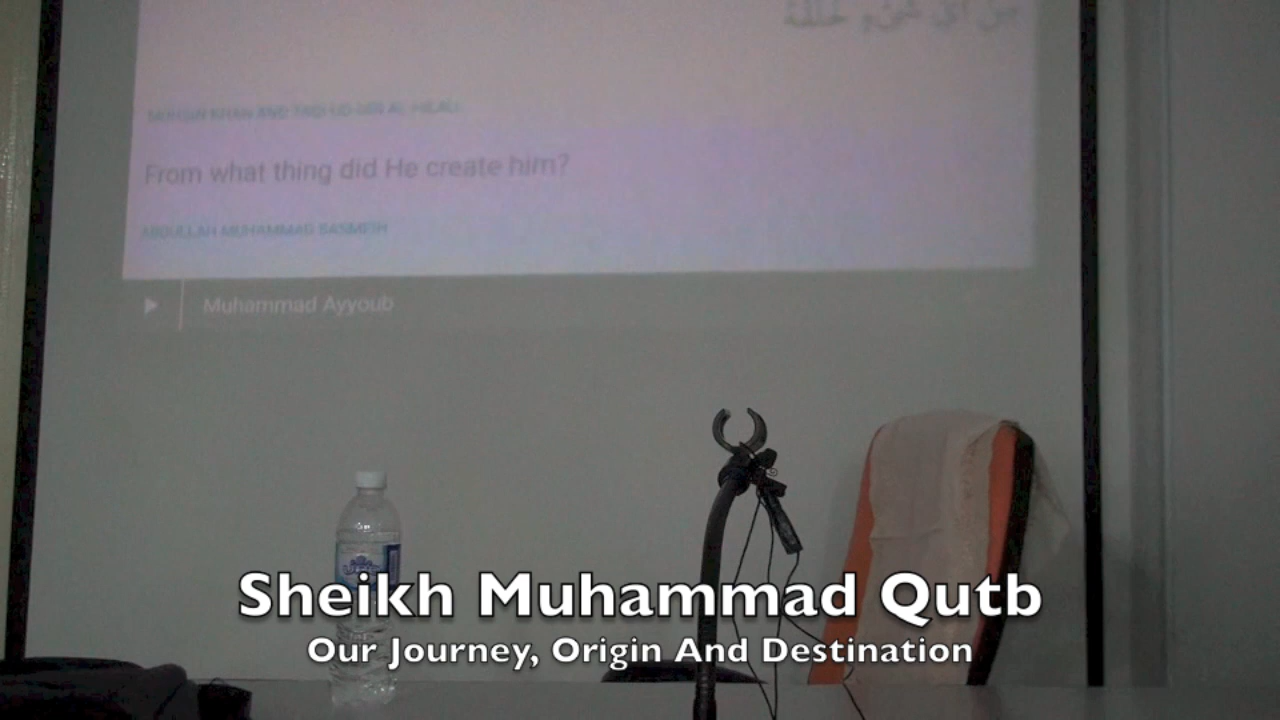 مِنْ أَيِّ شَيْءٍ خَلَقَهُ
MUHSIN KHAN AND TAQI-UD-DIN AL-HILALI
From what thing did He create him?
ABDULLAH MUHAMMAD BASMEIH
Muhammad Ayyoub
Sheikh Muhammad Qutb
Our Journey, Origin And Destination